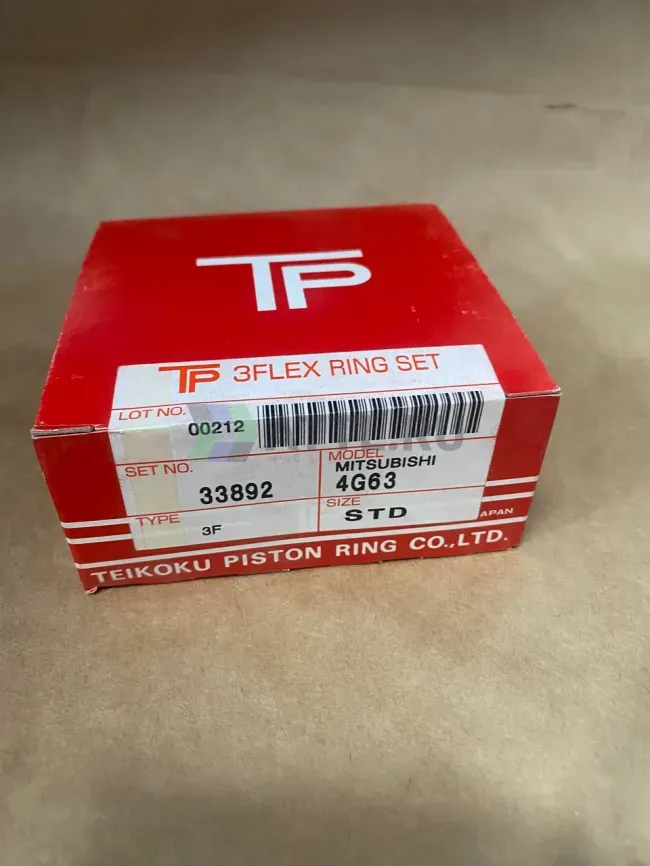 TP
TP 3FLEX RING SET
LOT NO.
00212
SET NO.
33892
MODEL
MITSUBISHI
4G63
TYPE
3F
SIZE
STD
JAPAN
TEIKOKU PISTON RING CO.,LTD.